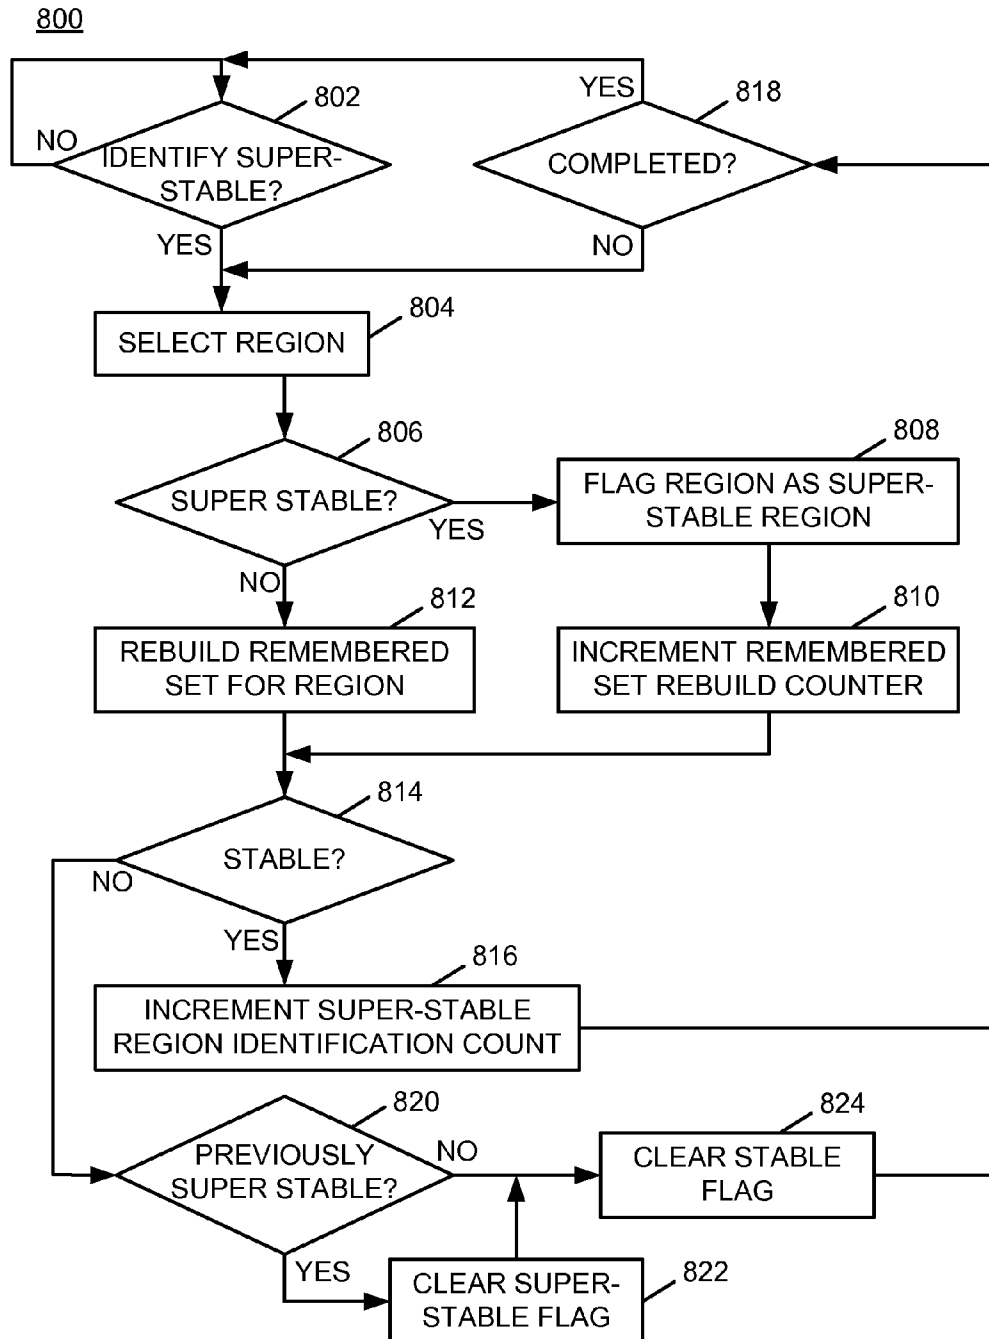 800
802
NO
IDENTIFY SUPER-
STABLE?
YES
YES
818
COMPLETED?
NO
804
SELECT REGION
806
SUPER STABLE?
YES
NO
808
FLAG REGION AS SUPER-
STABLE REGION
812
REBUILD REMEMBERED
SET FOR REGION
810
INCREMENT REMEMBERED
SET REBUILD COUNTER
814
STABLE?
NO
YES
816
INCREMENT SUPER-STABLE
REGION IDENTIFICATION COUNT
820
PREVIOUSLY
SUPER STABLE?
NO
YES
824
CLEAR STABLE
FLAG
822
CLEAR SUPER-
STABLE FLAG